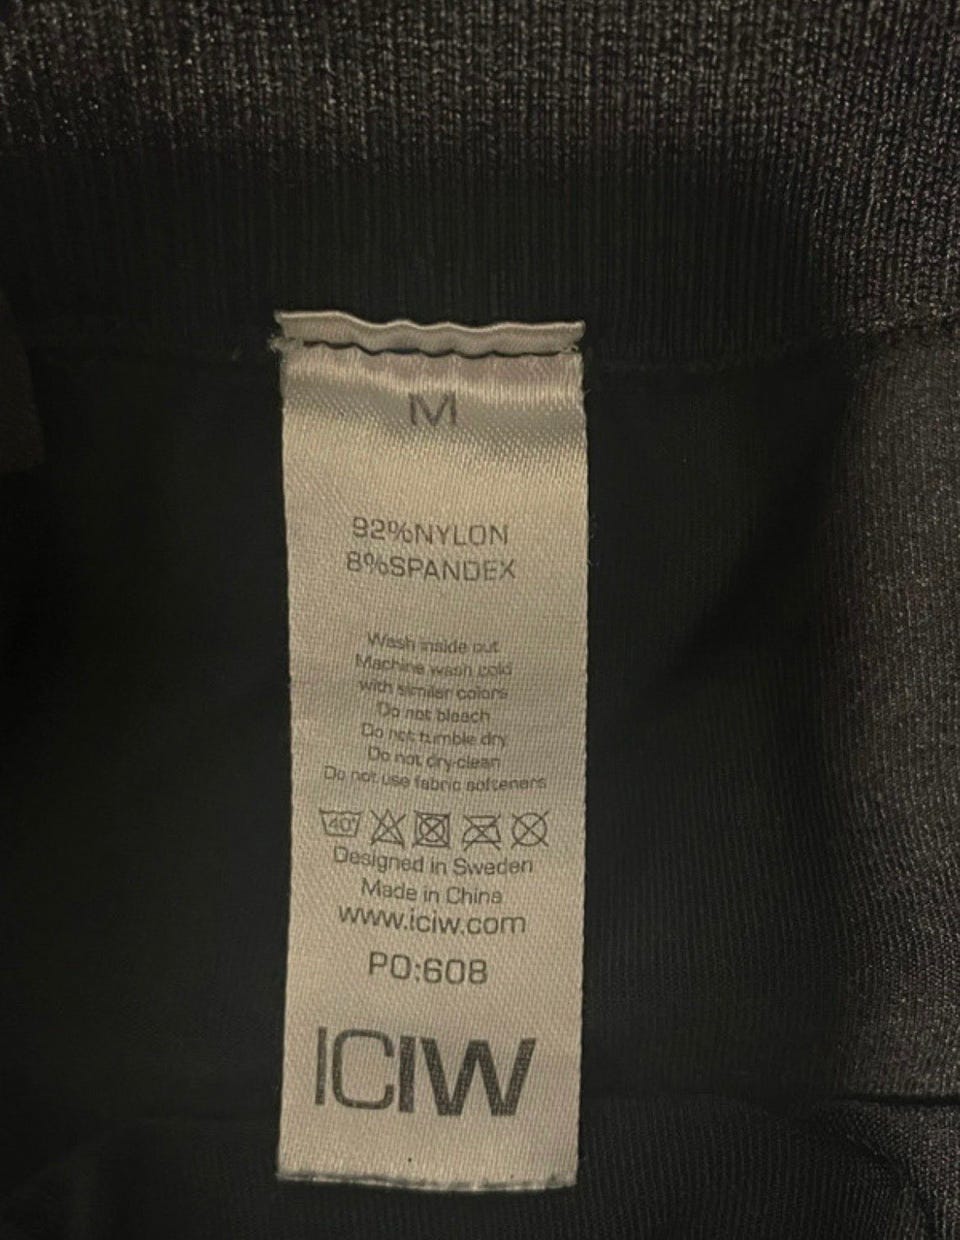 M
92%NYLON
8%SPANDEX
Wash inside out
Machine wash cold
with similar colors
Do not bleach
Do not tumble dry
Do not dry-clean
Do not use fabric softeners
40°
Designed in Sweden
Made in China
www.iciw.com
PO:608
ICIW